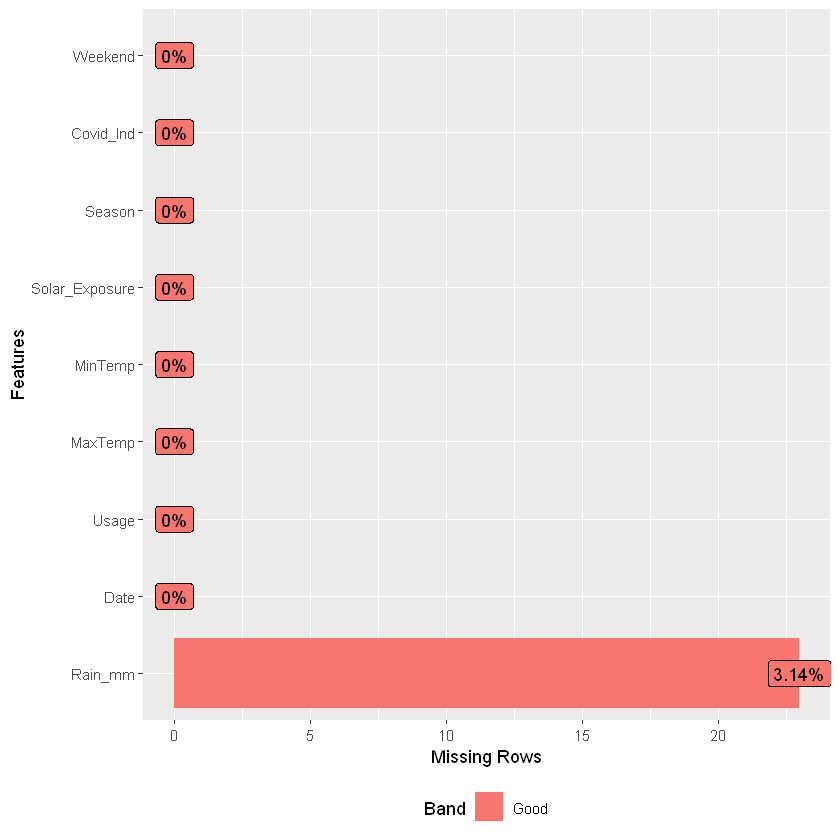 Weekend 0%
Covid_Ind 0%
Season 0%
Solar_Exposure 0%
MinTemp 0%
MaxTemp 0%
Usage 0%
Date 0%
Rain_mm 3.14%
Features
0 5 10 15 20
Missing Rows
Band Good